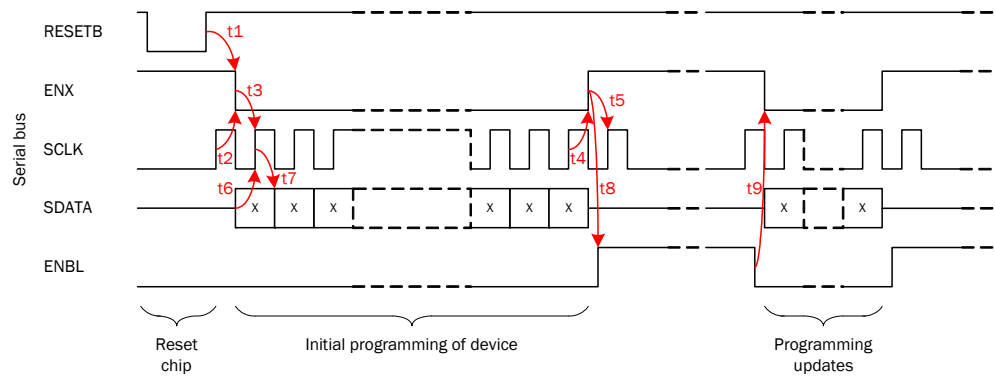 RESETB
t1
ENX
t3
t5
Serial bus
SCLK
t2
t4
t7
t6
t8
t9
SDATA
X X X X X X X X
ENBL
Reset
chip
Initial programming of device
Programming
updates